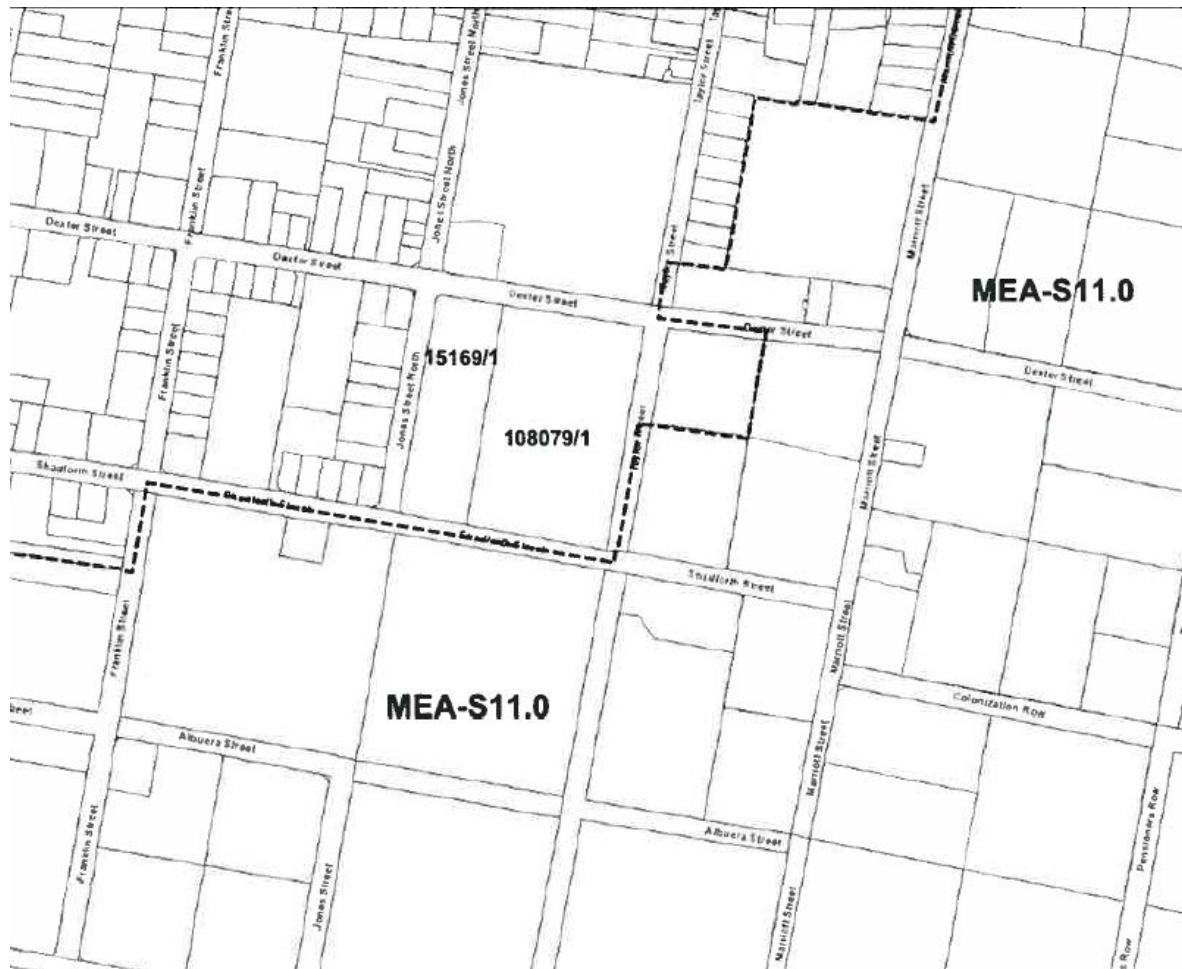 Franklin Street
Jones Street North
Taylor Street
Franklin Street
Jones Street North
Marriott Street
Dexter Street
Dexter Street
Dexter Street
Street
MEA-S11.0
Dexter Street
Dexter Street
Franklin Street
15169/1
Jones Street North
108079/1
Marriott Street
Shadforth Street
Shadforth Street
Franklin Street
Marriott Street
MEA-S11.0
Colonization Row
reet
Albuera Street
Marriott Street
Albuera Street
Franklin Street
Pensioners Row
Jones Street
Marriott Street
s Row